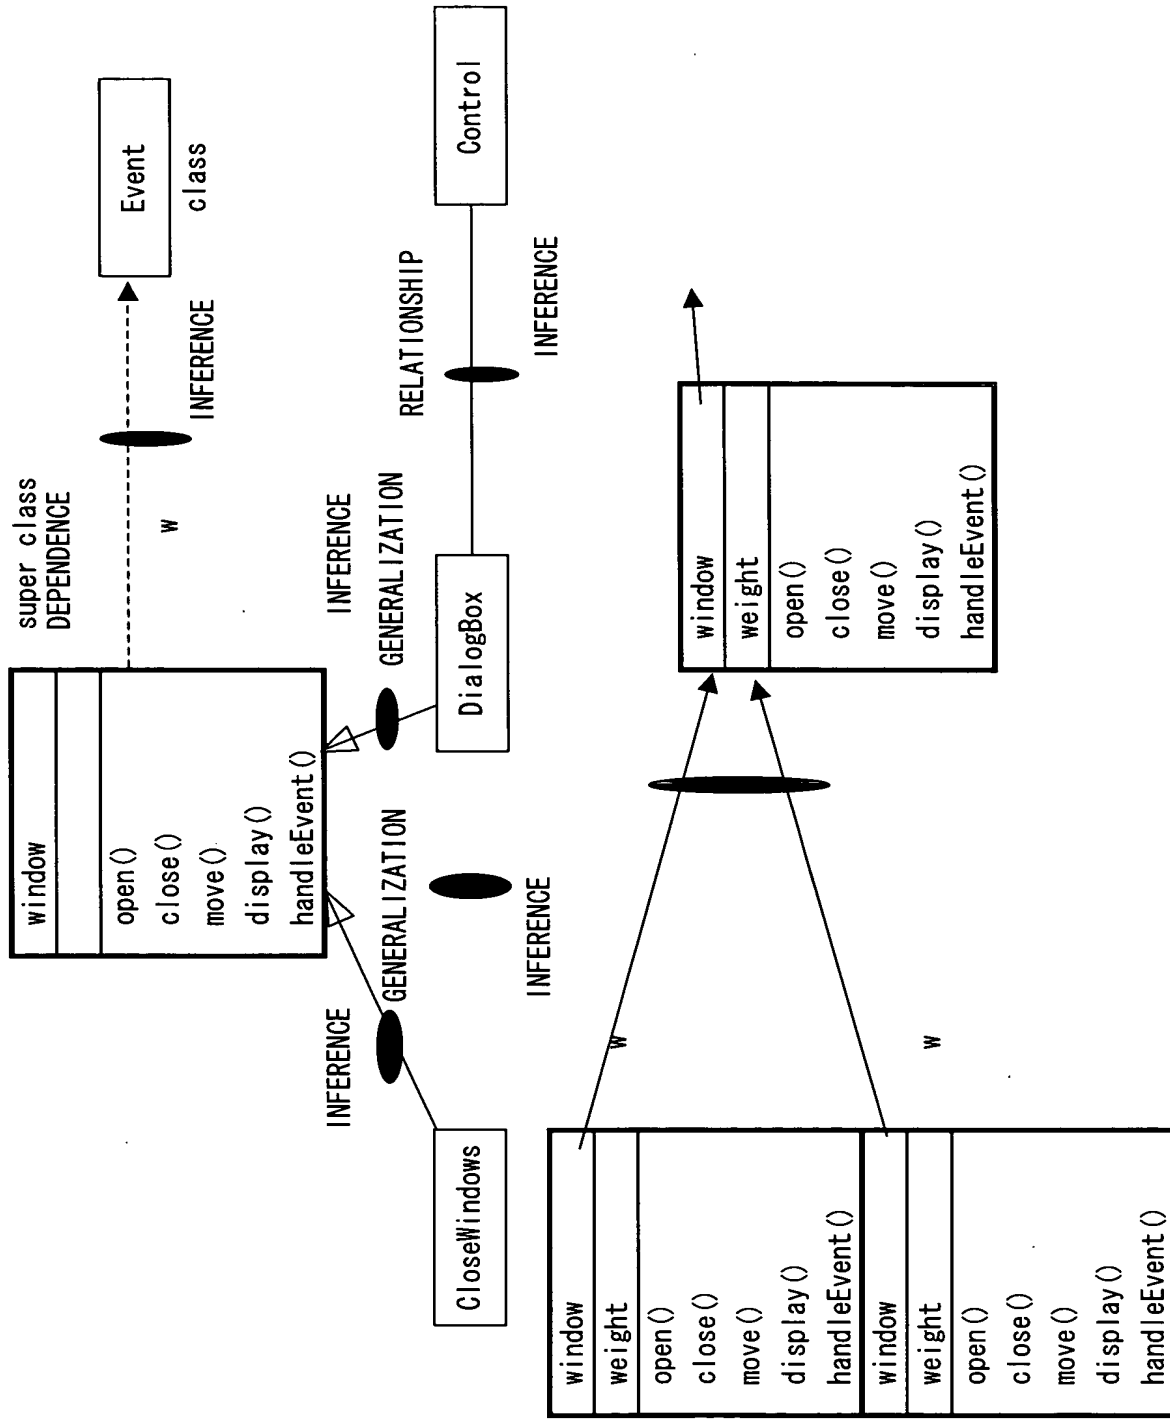 super class
DEPENDENCE
window
open()
close()
move()
display()
handleEvent()
w
INFERENCE
Event
class
INFERENCE
GENERALIZATION
INFERENCE
GENERALIZATION
RELATIONSHIP
INFERENCE
INFERENCE
CloseWindows
DialogBox
Control
window
weight
open()
close()
move()
display()
handleEvent()
window
weight
open()
close()
move()
display()
handleEvent()
w
w
window
weight
open()
close()
move()
display()
handleEvent()